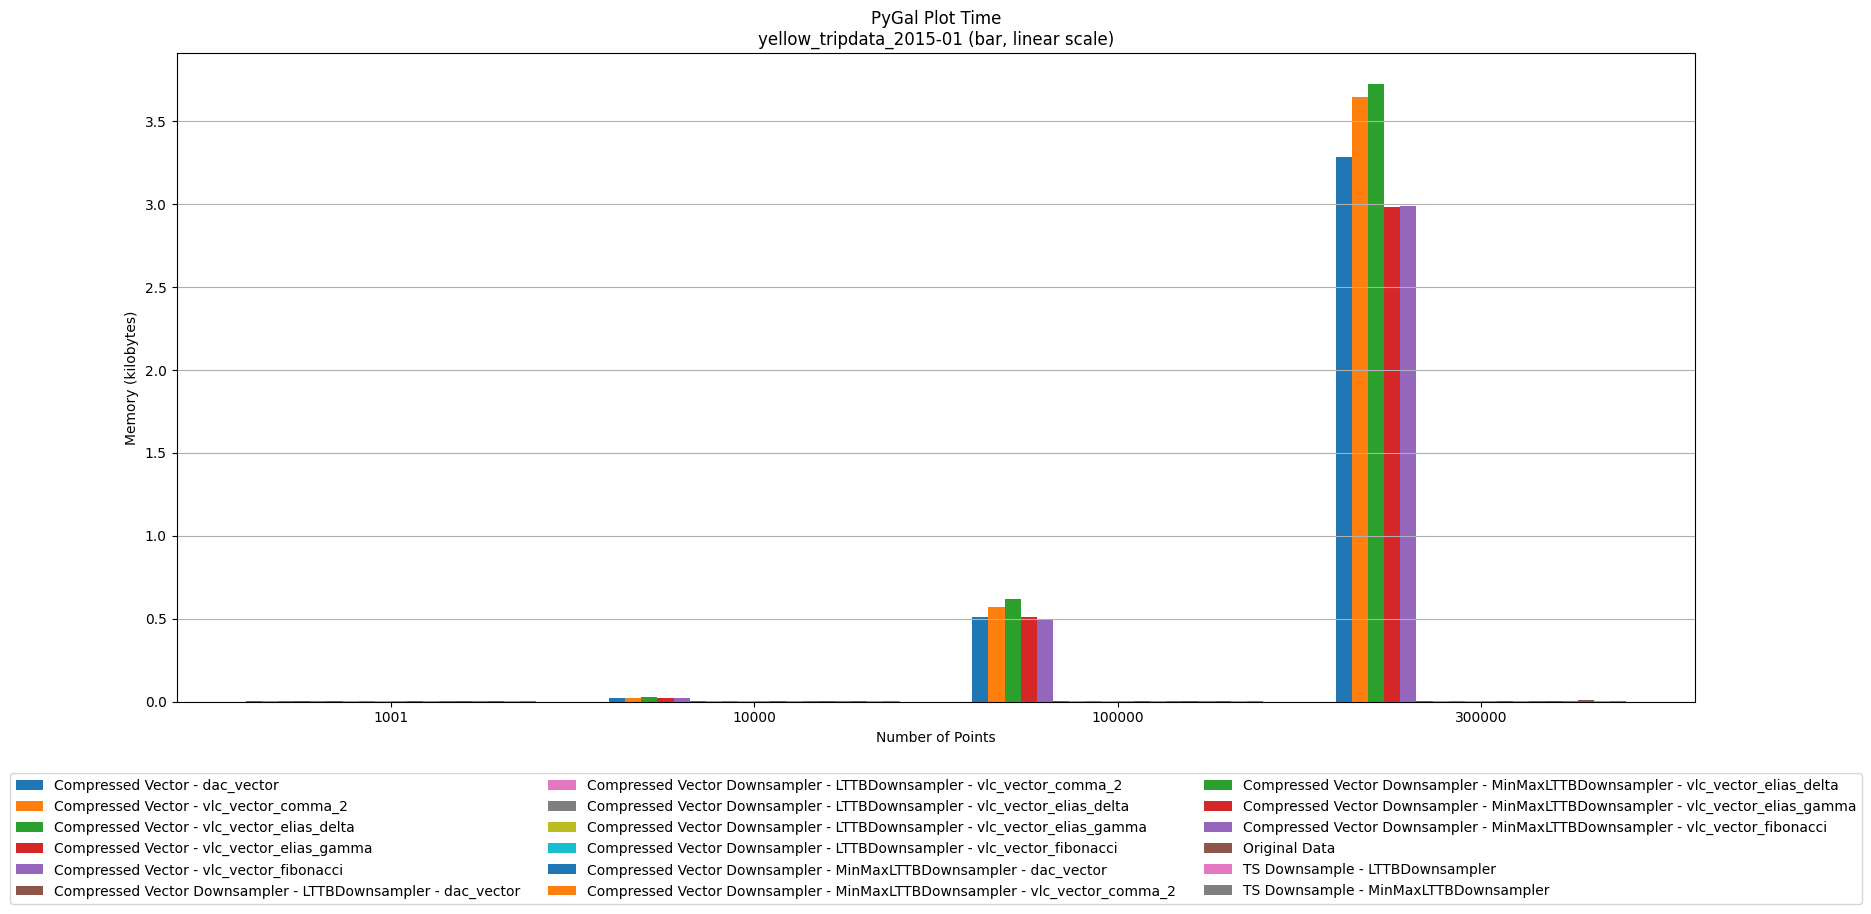 PyGal Plot Time
yellow_tripdata_2015-01 (bar, linear scale)
3.5
3.0
2.5
2.0
1.5
1.0
0.5
0.0
Memory (kilobytes)
1001
10000
100000
300000
Number of Points
Compressed Vector - dac_vector
Compressed Vector - vlc_vector_comma_2
Compressed Vector - vlc_vector_elias_delta
Compressed Vector - vlc_vector_elias_gamma
Compressed Vector - vlc_vector_fibonacci
Compressed Vector Downsampler - LTTBDownsampler - dac_vector
Compressed Vector Downsampler - LTTBDownsampler - vlc_vector_comma_2
Compressed Vector Downsampler - LTTBDownsampler - vlc_vector_elias_delta
Compressed Vector Downsampler - LTTBDownsampler - vlc_vector_elias_gamma
Compressed Vector Downsampler - LTTBDownsampler - vlc_vector_fibonacci
Compressed Vector Downsampler - MinMaxLTTBDownsampler - dac_vector
Compressed Vector Downsampler - MinMaxLTTBDownsampler - vlc_vector_comma_2
Compressed Vector Downsampler - MinMaxLTTBDownsampler - vlc_vector_elias_delta
Compressed Vector Downsampler - MinMaxLTTBDownsampler - vlc_vector_elias_gamma
Compressed Vector Downsampler - MinMaxLTTBDownsampler - vlc_vector_fibonacci
Original Data
TS Downsample - LTTBDownsampler
TS Downsample - MinMaxLTTBDownsampler